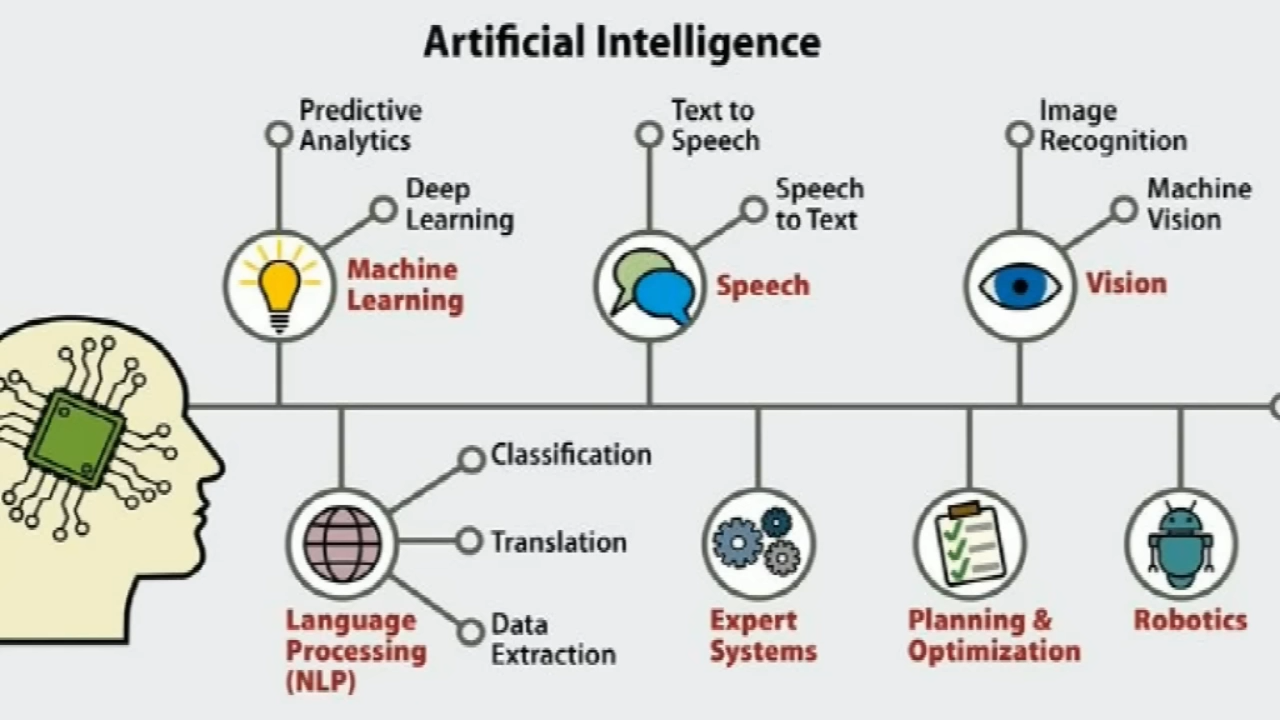 Artificial Intelligence
Predictive
Analytics
Deep
Learning
Machine
Learning
Text to
Speech
Speech
to Text
Speech
Image
Recognition
Machine
Vision
Vision
Classification
Translation
Data
Extraction
Language
Processing
(NLP)
Expert
Systems
Planning &
Optimization
Robotics